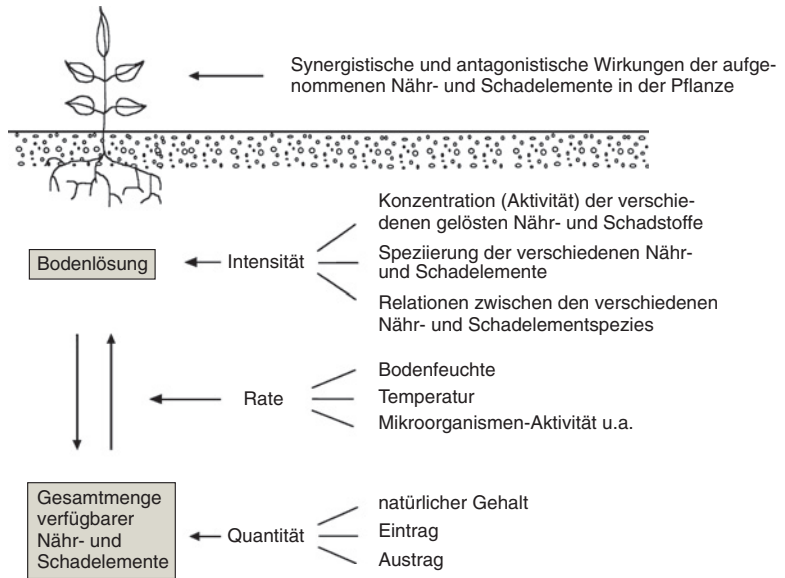 Synergistische und antagonistische Wirkungen der aufge-
nommenen Nähr- und Schadelemente in der Pflanze
Konzentration (Aktivität) der verschie-
denen gelösten Nähr- und Schadstoffe
Bodenlösung
Intensität
Speziierung der verschiedenen Nähr-
und Schadelemente
Relationen zwischen den verschiedenen
Nähr- und Schadelementspezies
Rate
Bodenfeuchte
Temperatur
Mikroorganismen-Aktivität u.a.
Gesamtmenge
verfügbarer
Nähr- und
Schadelemente
Quantität
natürlicher Gehalt
Eintrag
Austrag